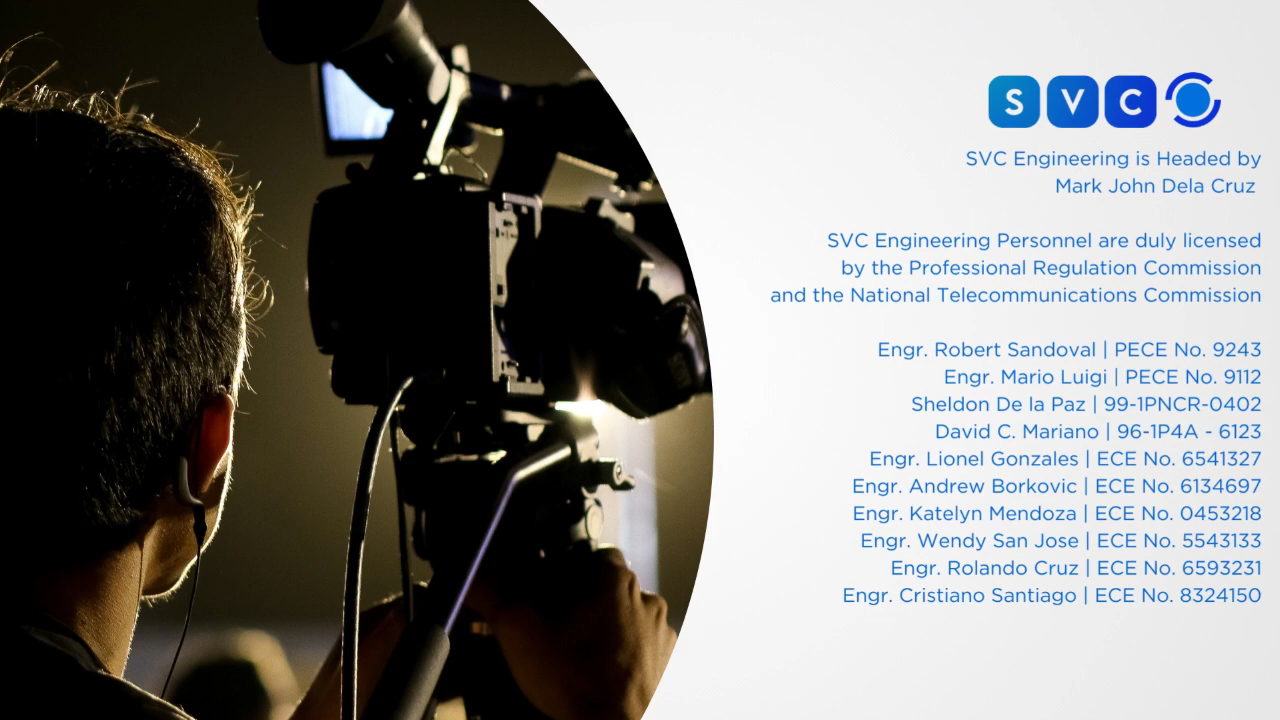 SVC
SVC Engineering is Headed by
Mark John Dela Cruz
SVC Engineering Personnel are duly licensed
by the Professional Regulation Commission
and the National Telecommunications Commission
Engr. Robert Sandoval | PECE No. 9243
Engr. Mario Luigi | PECE No. 9112
Sheldon De la Paz | 99-1PNCR-0402
David C. Mariano | 96-1P4A - 6123
Engr. Lionel Gonzales | ECE No. 6541327
Engr. Andrew Borkovic | ECE No. 6134697
Engr. Katelyn Mendoza | ECE No. 0453218
Engr. Wendy San Jose | ECE No. 5543133
Engr. Rolando Cruz | ECE No. 6593231
Engr. Cristiano Santiago | ECE No. 8324150